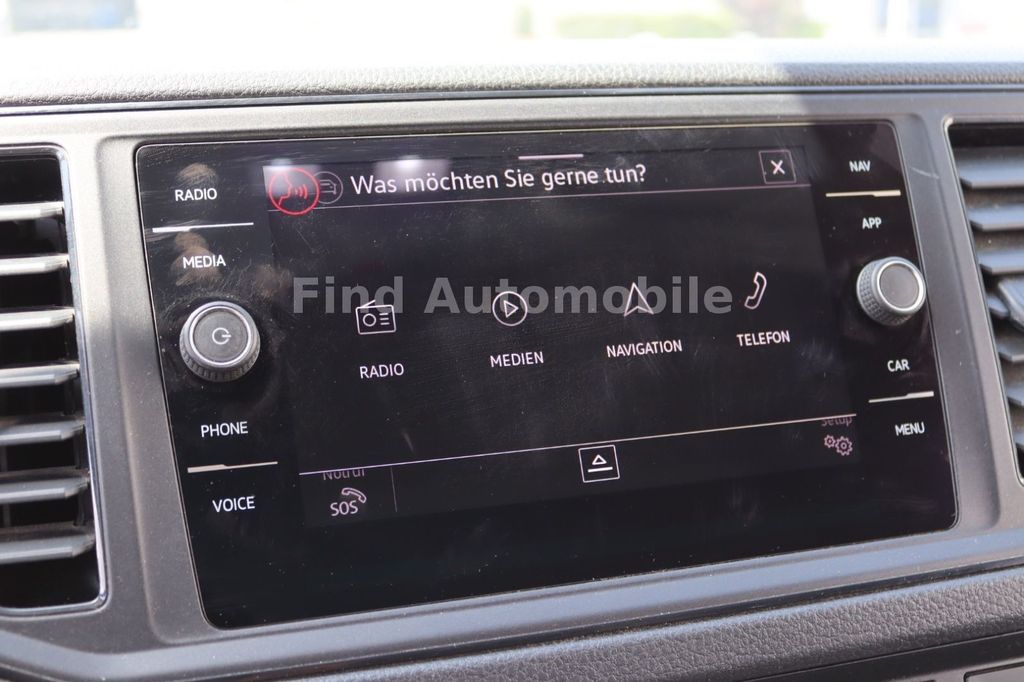 RADIO
MEDIA
PHONE
VOICE
Was möchten Sie gerne tun?
X
Find Automobile
RADIO
MEDIEN
NAVIGATION
TELEFON
Notruf
SOS
Setup
NAV
APP
CAR
MENU